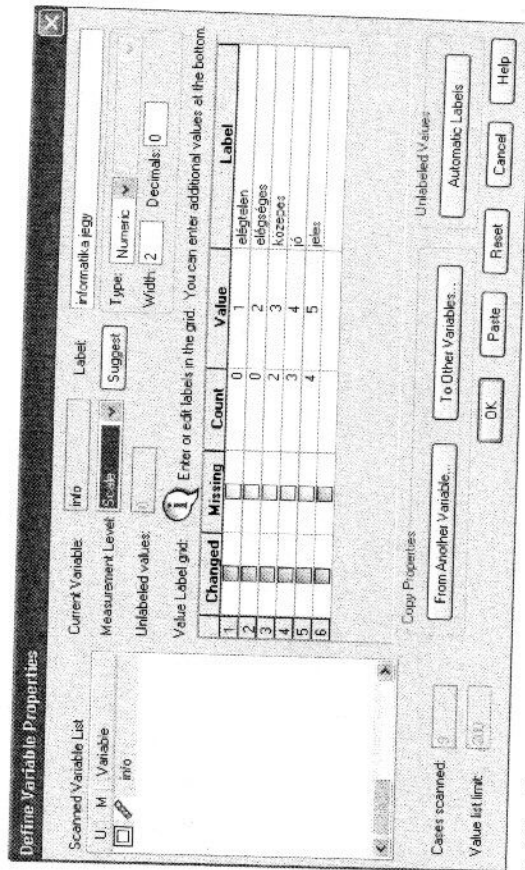 Define Variable Properties
Scanned Variable List
U M Variable
info
Cases scanned: 9
Value list limit: 200
Current Variable: info
Label: informatika jegy
Measurement Level: Scale
Suggest
Type: Numeric
Unlabeled values: 0
Width: 2 Decimals: 0
Value Label grid:
Enter or edit labels in the grid. You can enter additional values at the bottom.
Changed Missing Count Value Label
1 0 1 elégtelen
2 0 2 elégséges
3 2 3 közepes
4 3 4 jó
5 4 5 jeles
6
Copy Properties
From Another Variable... To Other Variables...
Unlabeled Values
Automatic Labels
OK Paste Reset Cancel Help